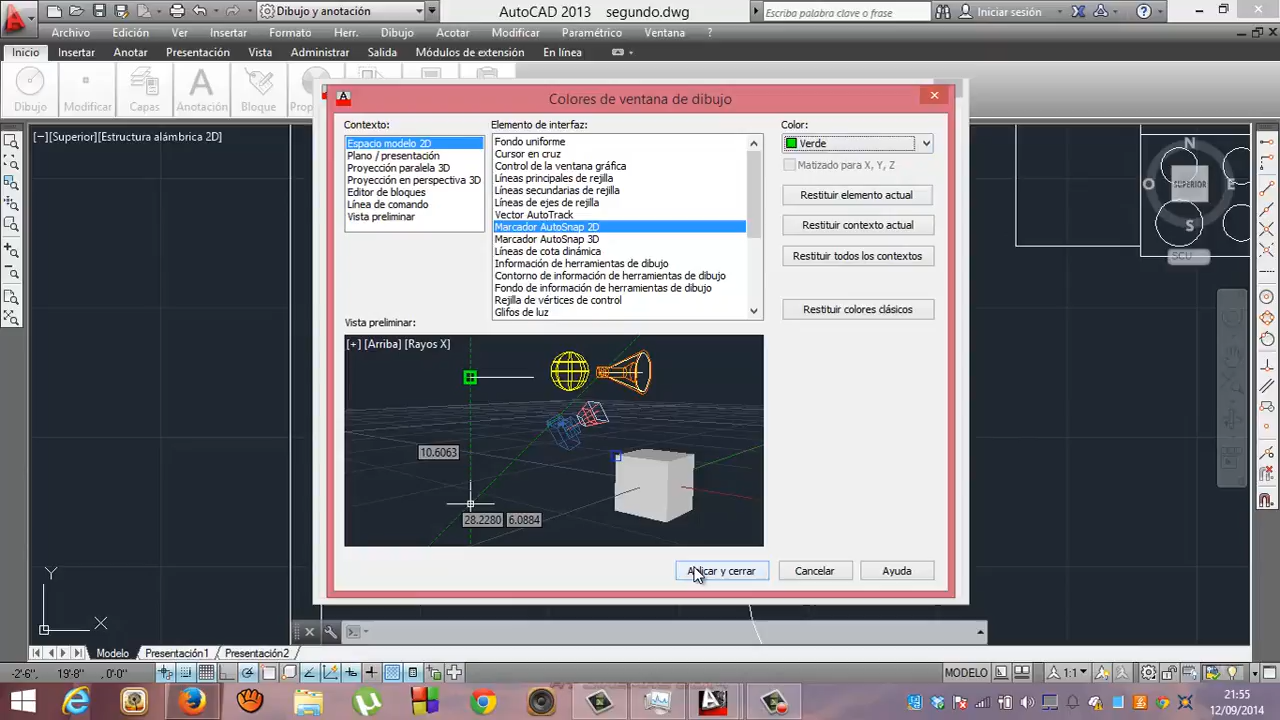 Dibujo y anotación
AutoCAD 2013 segundo.dwg
Escriba palabra clave o frase
Iniciar sesión
Archivo Edición Ver Insertar Formato Herr. Dibujo Acotar Modificar Paramétrico Ventana ?
Inicio Insertar Anotar Presentación Vista Administrar Salida Módulos de extensión En línea
Dibujo Modificar Capas Anotación Bloque
[−][Superior][Estructura alámbrica 2D]
Colores de ventana de dibujo
Contexto:
Espacio modelo 2D
Plano / presentación
Proyección paralela 3D
Proyección en perspectiva 3D
Editor de bloques
Línea de comando
Vista preliminar
Elemento de interfaz:
Fondo uniforme
Cursor en cruz
Control de la ventana gráfica
Líneas principales de rejilla
Líneas secundarias de rejilla
Líneas de ejes de rejilla
Vector AutoTrack
Marcador AutoSnap 2D
Marcador AutoSnap 3D
Líneas de cota dinámica
Información de herramientas de dibujo
Contorno de información de herramientas de dibujo
Fondo de información de herramientas de dibujo
Rejilla de vértices de control
Glifos de luz
Color:
Verde
Matizado para X, Y, Z
Restituir elemento actual
Restituir contexto actual
Restituir todos los contextos
Restituir colores clásicos
Vista preliminar:
[+] [Arriba] [Rayos X]
10.6063
28.2280 6.0884
Aplicar y cerrar
Cancelar
Ayuda
N
O SUPERIOR E
S
SCU
Y
X
Modelo Presentación1 Presentación2
-2'-6", 19'-8" , 0'-0"
MODELO
1:1
ES
21:55
12/09/2014